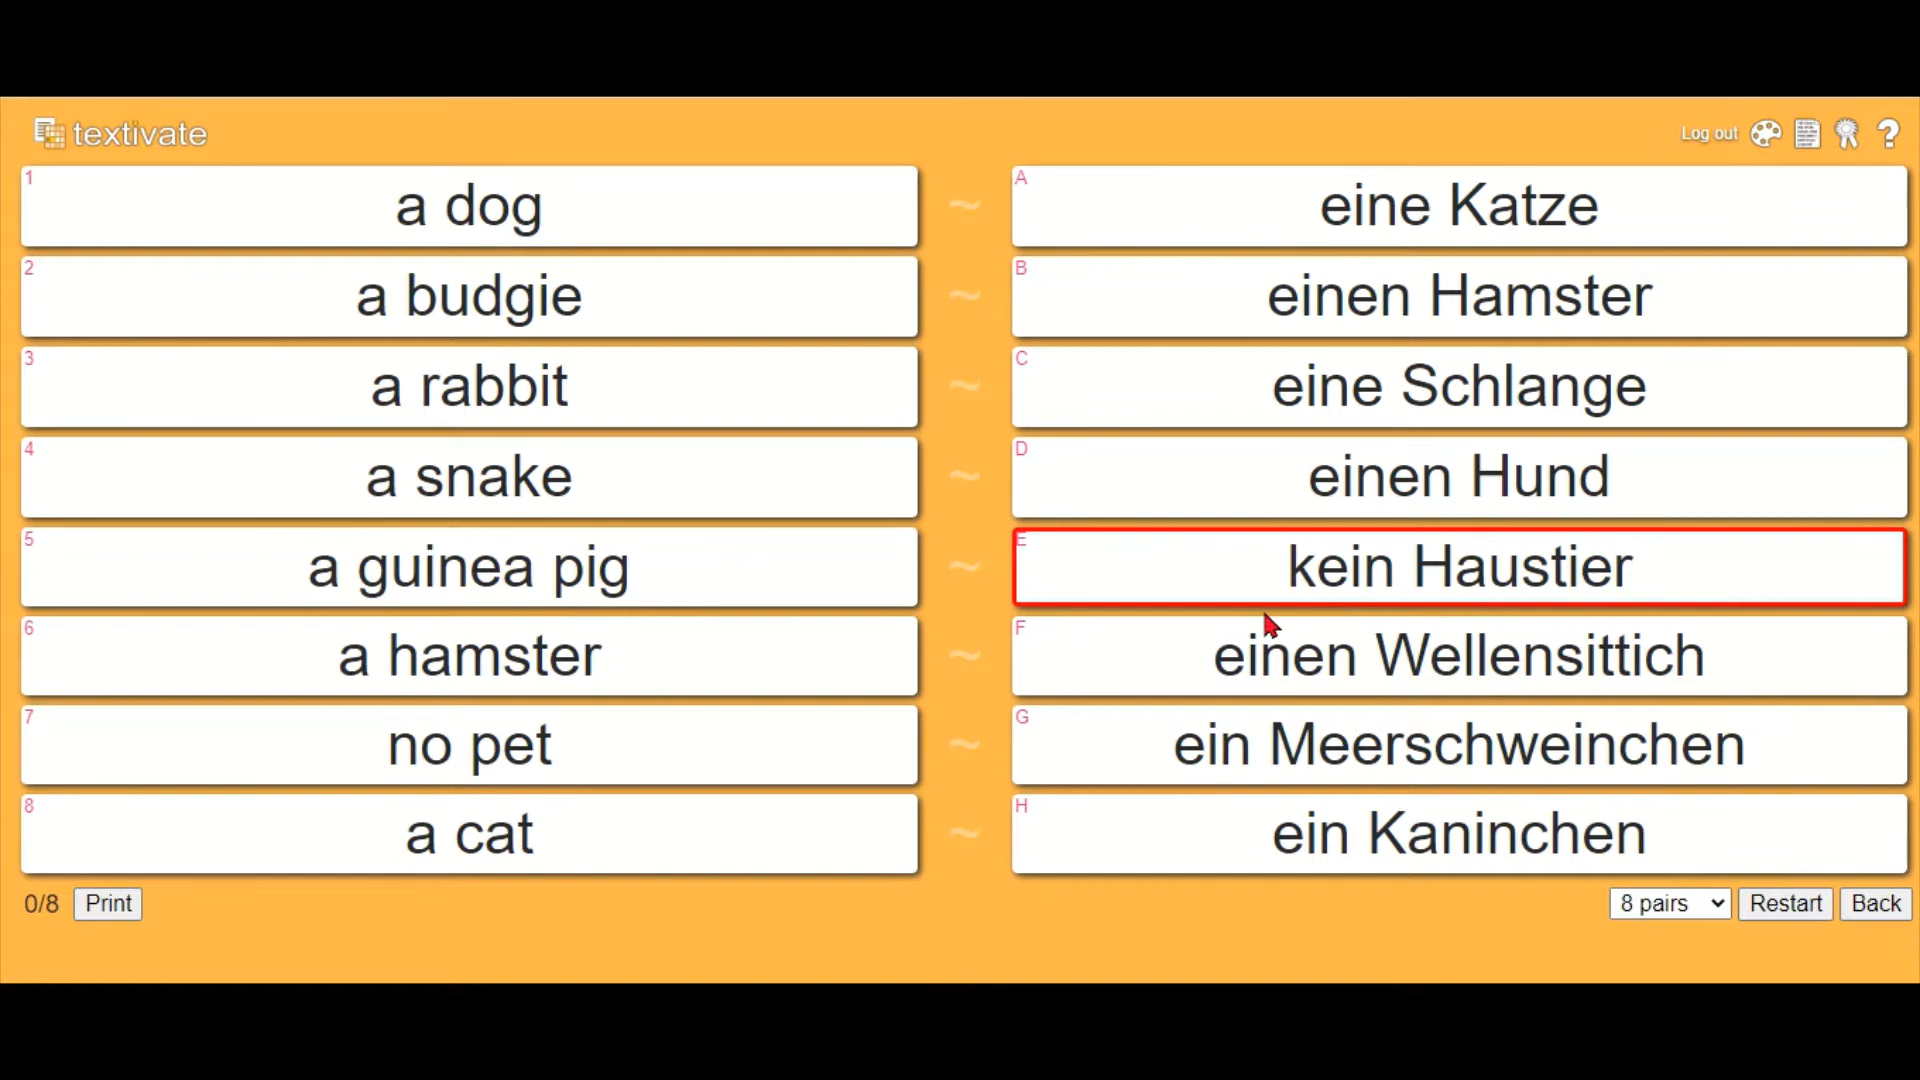 textivate
Log out
1 a dog ~ A eine Katze
2 a budgie ~ B einen Hamster
3 a rabbit ~ C eine Schlange
4 a snake ~ D einen Hund
5 a guinea pig ~ E kein Haustier
6 a hamster ~ F einen Wellensittich
7 no pet ~ G ein Meerschweinchen
8 a cat ~ H ein Kaninchen
0/8 Print 8 pairs Restart Back